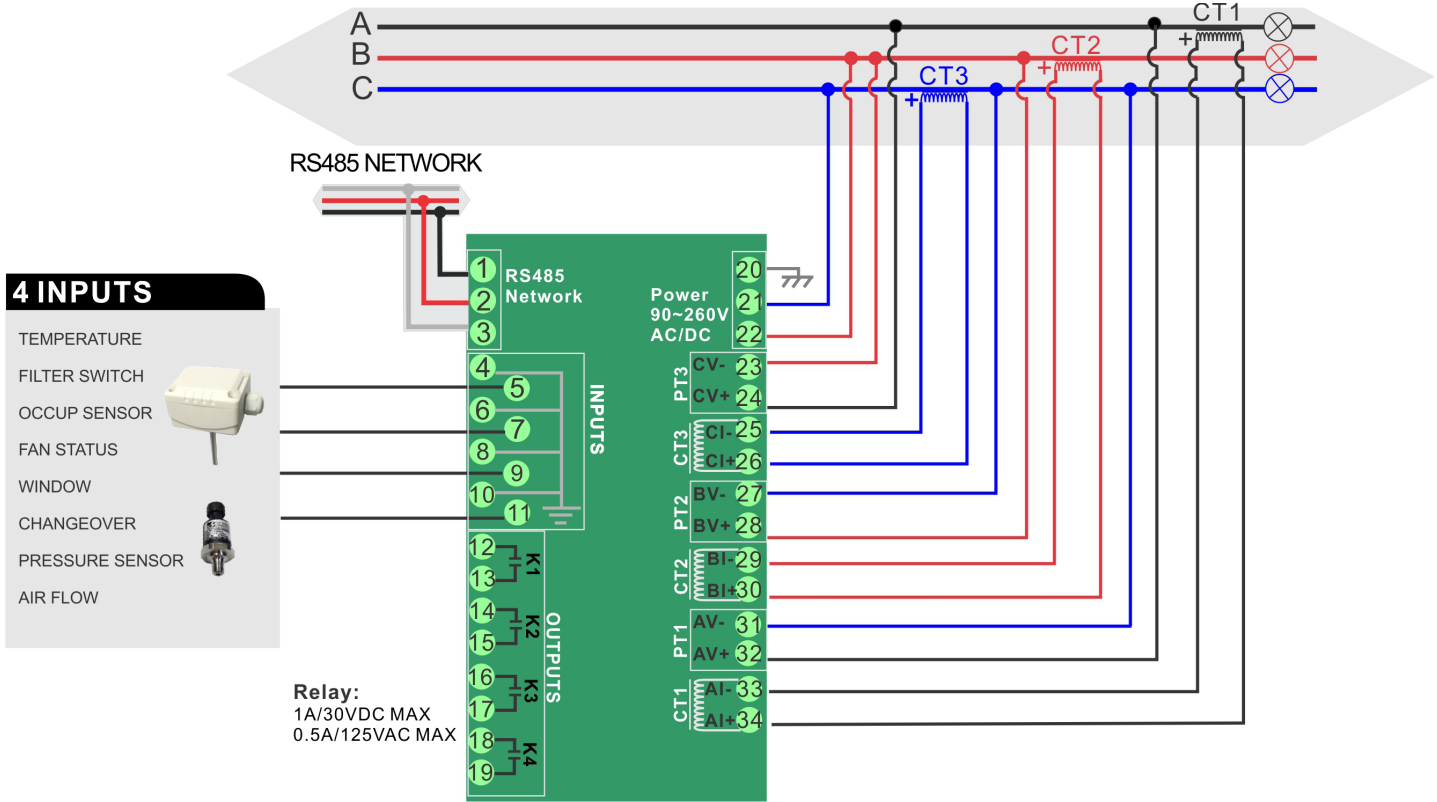 A
B
C
CT1
+
CT2
+
CT3
+
RS485 NETWORK
4 INPUTS
TEMPERATURE
FILTER SWITCH
OCCUP SENSOR
FAN STATUS
WINDOW
CHANGEOVER
PRESSURE SENSOR
AIR FLOW
1
2
3
RS485
Network
4
5
6
7
8
9
10
11
INPUTS
12
13
K1
14
15
K2
16
17
K3
18
19
K4
OUTPUTS
Relay:
1A/30VDC MAX
0.5A/125VAC MAX
Power
90~260V
AC/DC
20
21
22
PT3
CV- 23
CV+ 24
CT3
CI- 25
CI+ 26
PT2
BV- 27
BV+ 28
CT2
BI- 29
BI+ 30
PT1
AV- 31
AV+ 32
CT1
AI- 33
AI+ 34